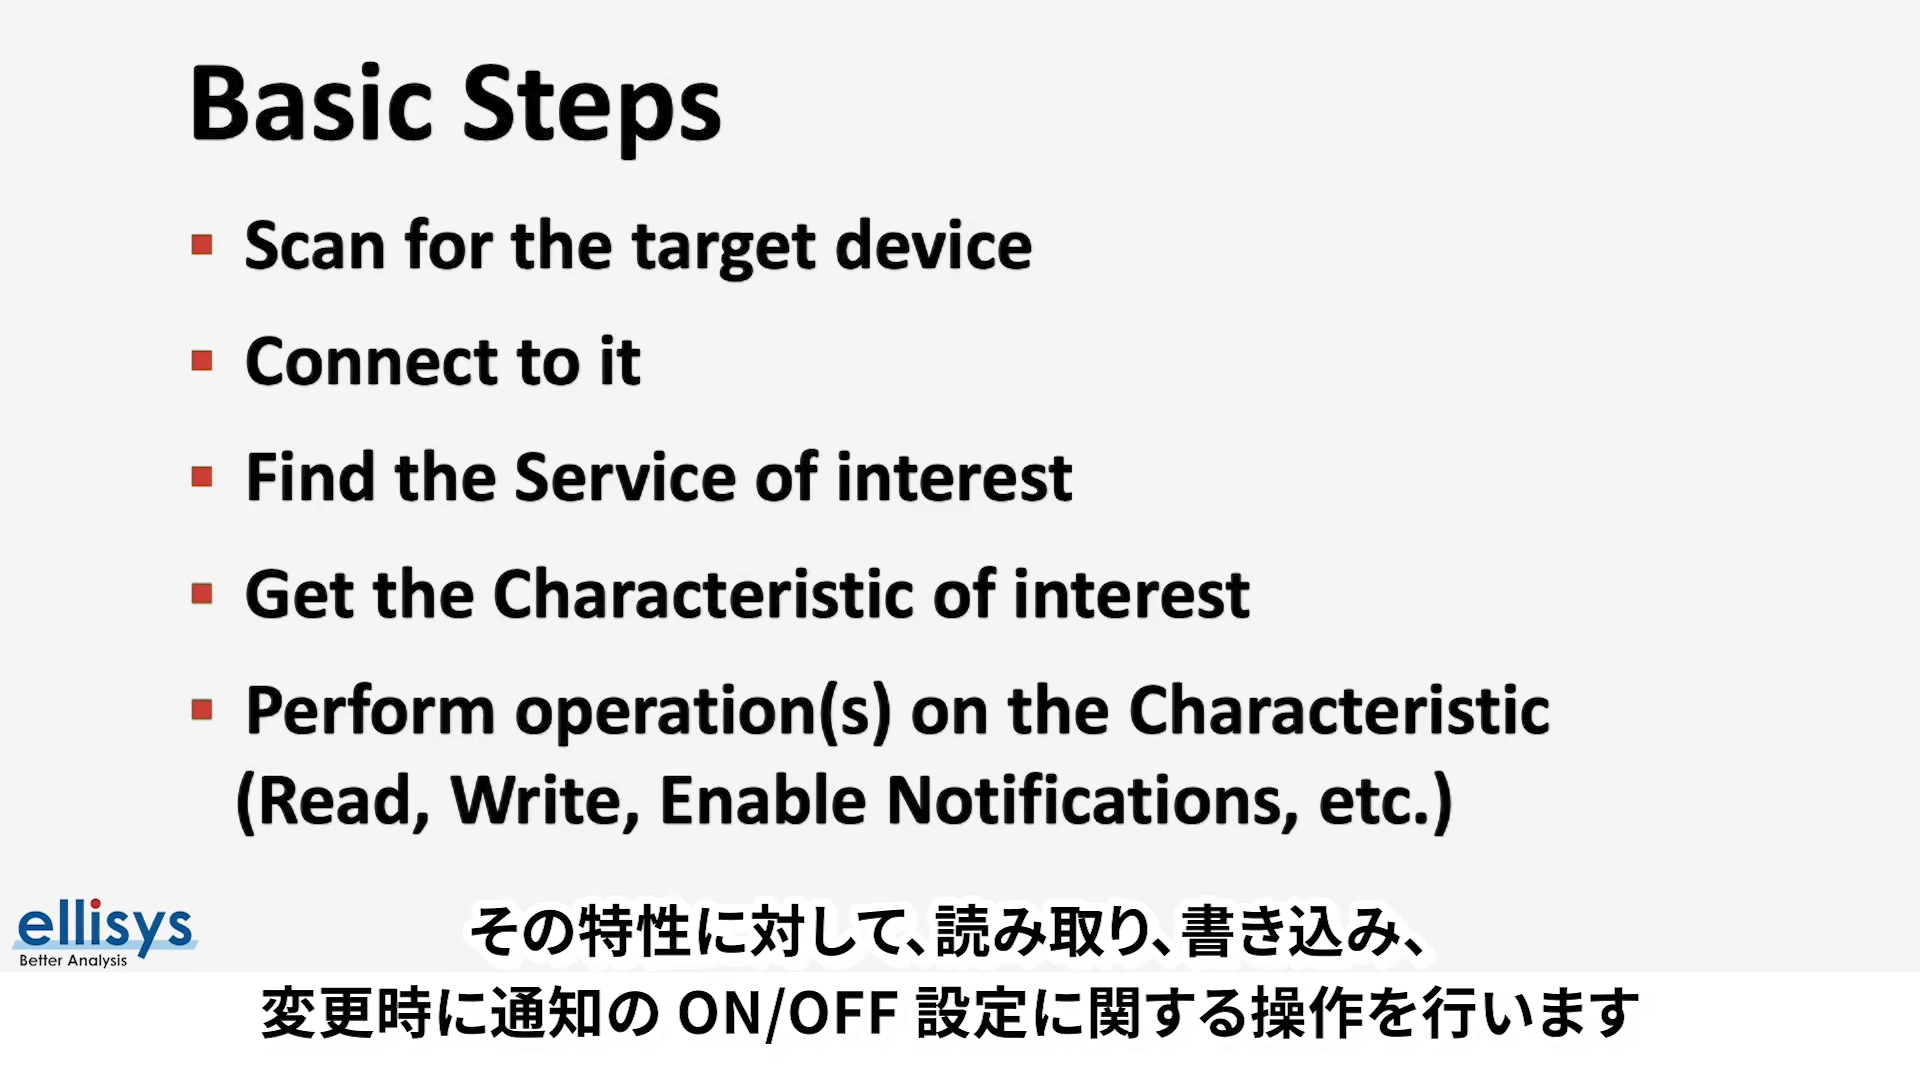 Basic Steps
Scan for the target device
Connect to it
Find the Service of interest
Get the Characteristic of interest
Perform operation(s) on the Characteristic
(Read, Write, Enable Notifications, etc.)
ellisys
Better Analysis
その特性に対して、読み取り、書き込み、
変更時に通知の ON/OFF 設定に関する操作を行います